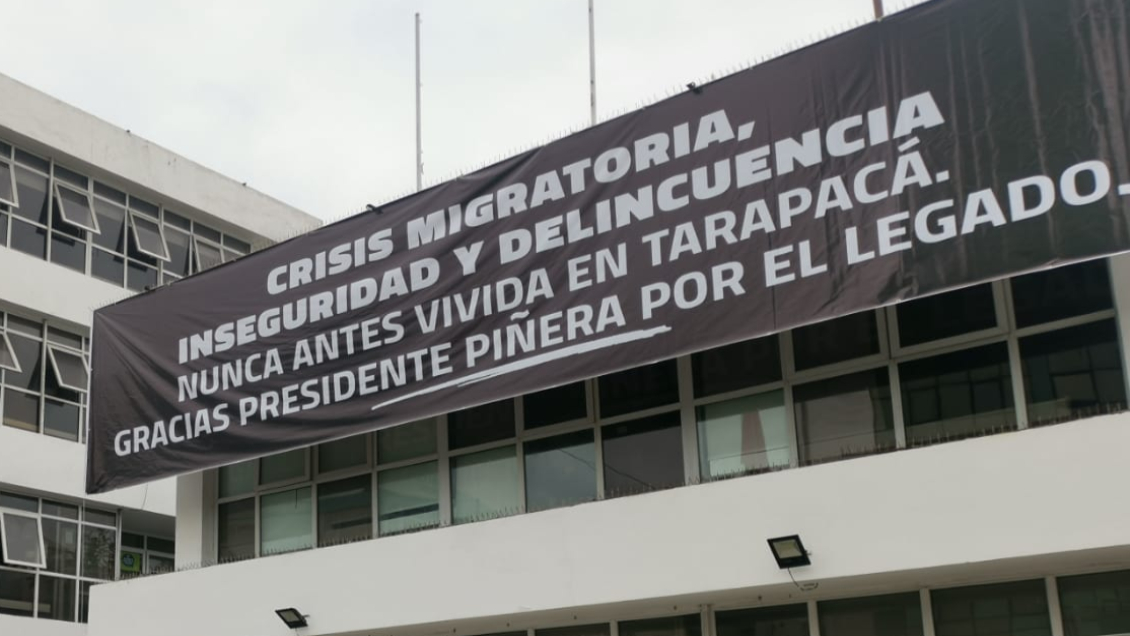 CRISIS MIGRATORIA,
INSEGURIDAD Y DELINCUENCIA
NUNCA ANTES VIVIDA EN TARAPACÁ.
GRACIAS PRESIDENTE PIÑERA POR EL LEGADO.